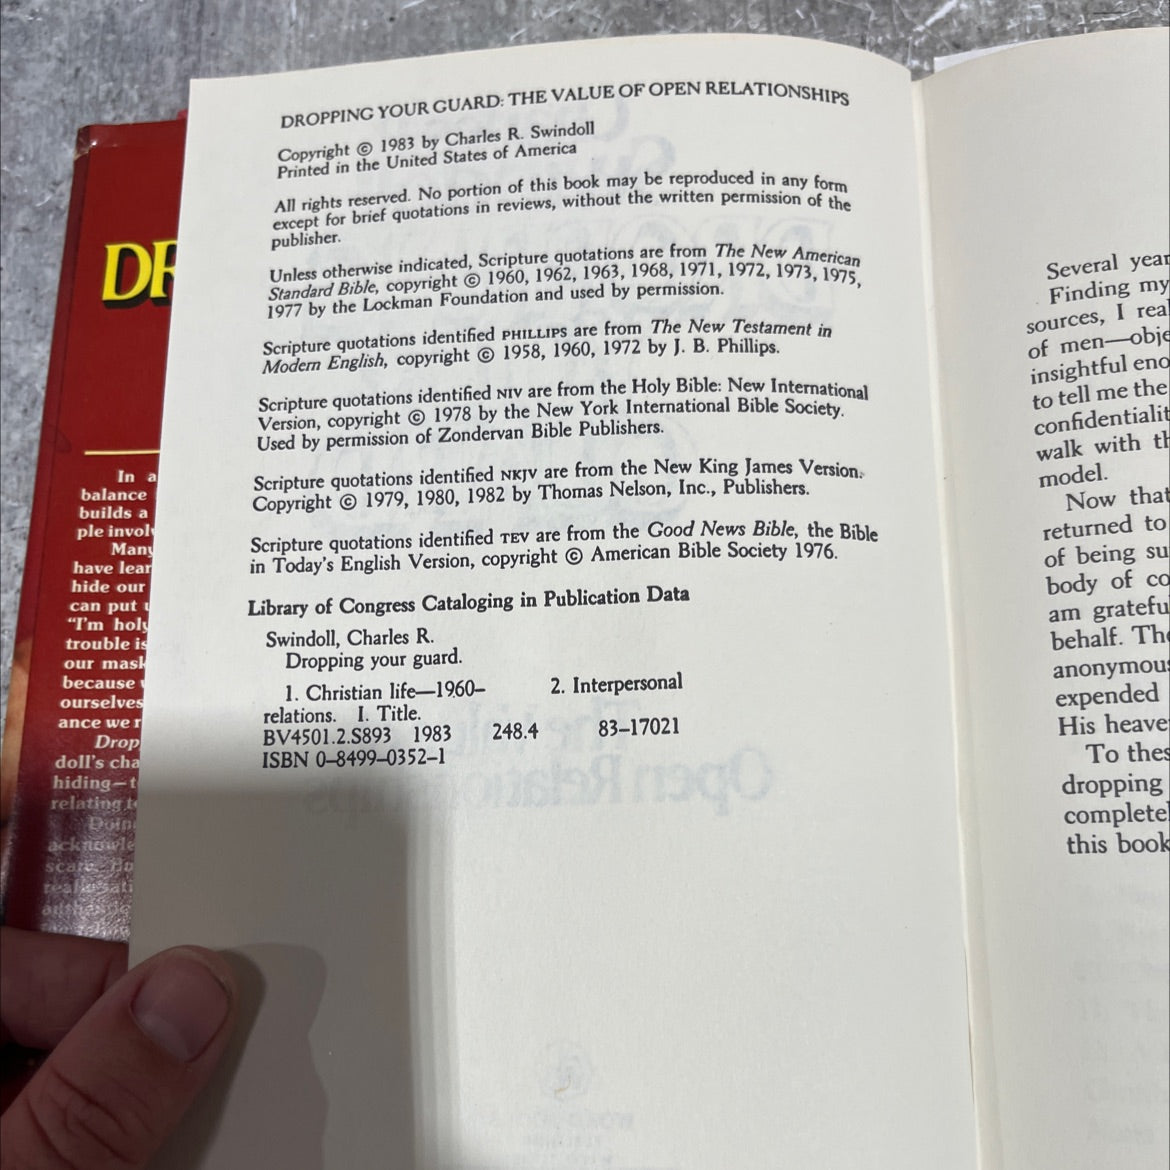 DROPPING YOUR GUARD: THE VALUE OF OPEN RELATIONSHIPS
Copyright © 1983 by Charles R. Swindoll
Printed in the United States of America
All rights reserved. No portion of this book may be reproduced in any form
except for brief quotations in reviews, without the written permission of the
publisher.
Unless otherwise indicated, Scripture quotations are from The New American
Standard Bible, copyright © 1960, 1962, 1963, 1968, 1971, 1972, 1973, 1975,
1977 by the Lockman Foundation and used by permission.
Scripture quotations identified PHILLIPS are from The New Testament in
Modern English, copyright © 1958, 1960, 1972 by J. B. Phillips.
Scripture quotations identified NIV are from the Holy Bible: New International
Version, copyright © 1978 by the New York International Bible Society.
Used by permission of Zondervan Bible Publishers.
Scripture quotations identified NKJV are from the New King James Version.
Copyright © 1979, 1980, 1982 by Thomas Nelson, Inc., Publishers.
Scripture quotations identified TEV are from the Good News Bible, the Bible
in Today's English Version, copyright © American Bible Society 1976.
Library of Congress Cataloging in Publication Data
Swindoll, Charles R.
Dropping your guard.
1. Christian life—1960– 2. Interpersonal
relations. I. Title.
BV4501.2.S893 1983 248.4 83–17021
ISBN 0–8499–0352–1
DR
In a
balance
builds a
ple invol
Many
have lear
hide our
can put
"I'm holy
trouble is
our mask
because
ourselves
ance we r
Drop
doll's cha
hiding—t
relating t
Doin
acknowle
Several year
Finding my
sources, I rea
of men—obje
insightful eno
to tell me the
confidentialit
walk with th
model.
Now that
returned to
of being su
body of co
am gratefu
behalf. The
anonymous
expended
His heave
To thes
dropping
complete
this book